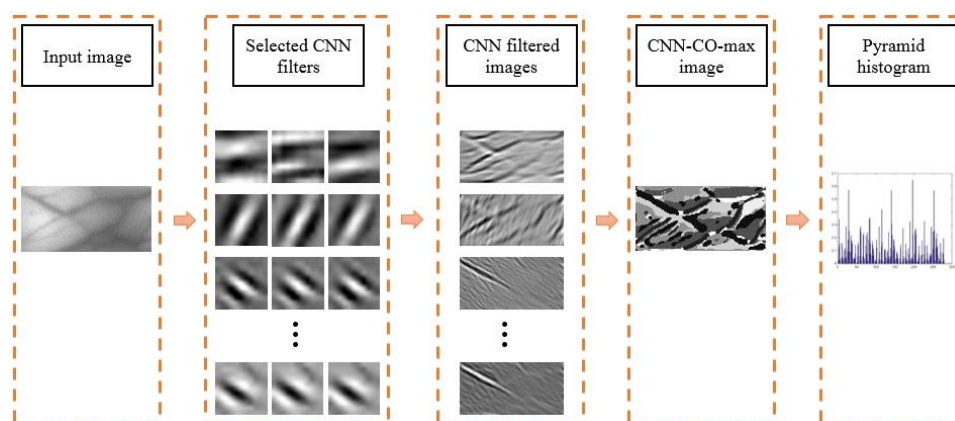 Input image
Selected CNN
filters
CNN filtered
images
CNN-CO-max
image
Pyramid
histogram